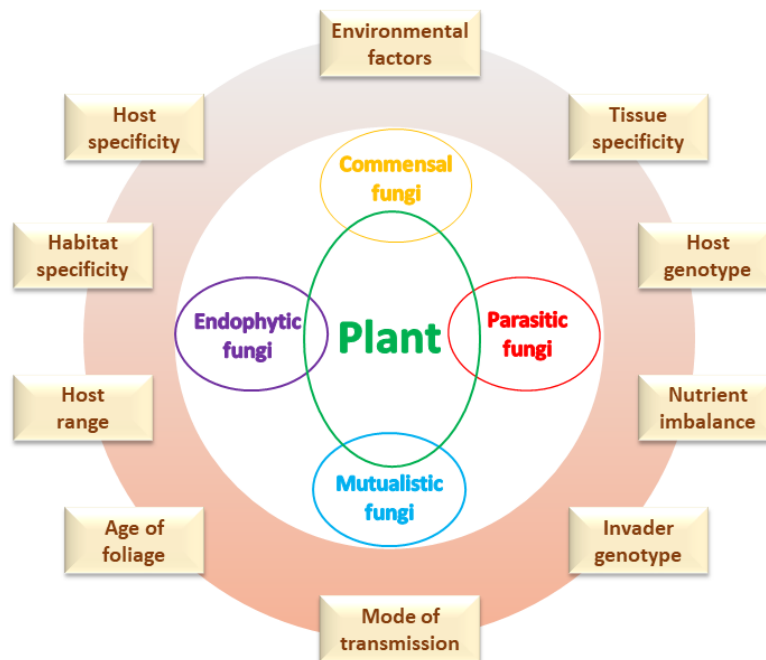 Environmental
factors
Host
specificity
Tissue
specificity
Commensal
fungi
Habitat
specificity
Host
genotype
Endophytic
fungi
Plant
Parasitic
fungi
Host
range
Nutrient
imbalance
Mutualistic
fungi
Age of
foliage
Invader
genotype
Mode of
transmission